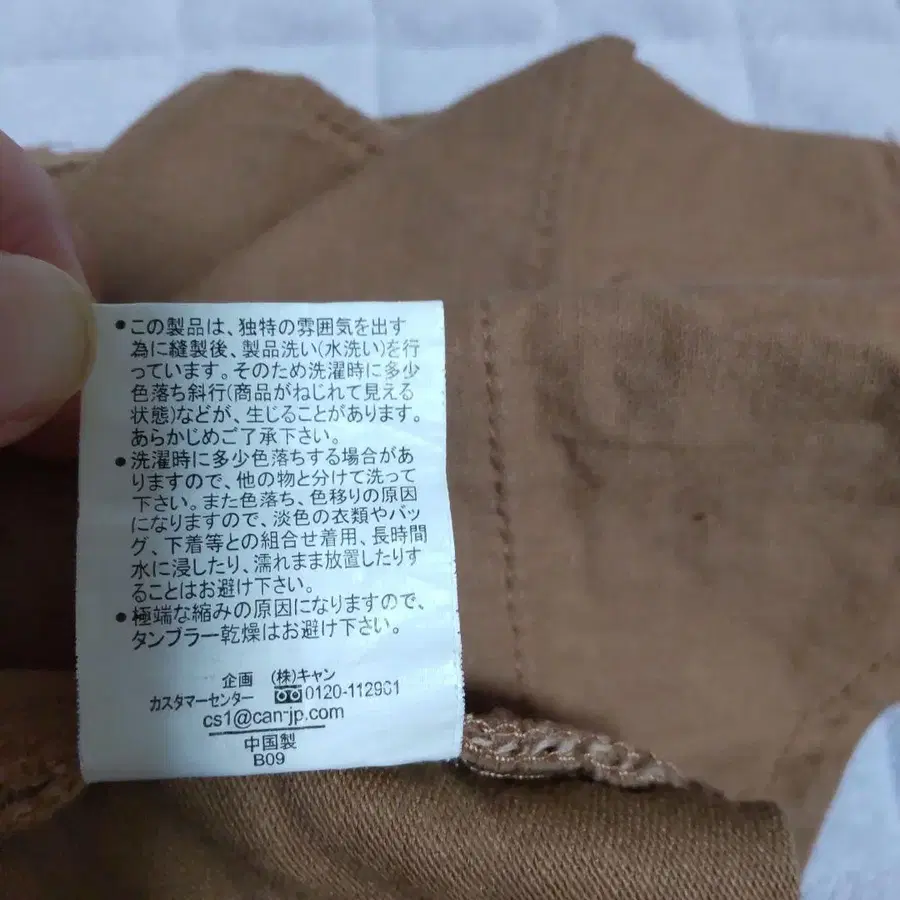 ●この製品は、独特の雰囲気を出す
為に縫製後、製品洗い(水洗い)を行
っています。そのため洗濯時に多少
色落ち斜行(商品がねじれて見える
状態)などが、生じることがあります。
あらかじめご了承下さい。
●洗濯時に多少色落ちする場合があ
りますので、他の物と分けて洗って
下さい。また色落ち、色移りの原因
になりますので、淡色の衣類やバッ
グ、下着等との組合せ着用、長時間
水に浸したり、濡れまま放置したりす
ることはお避け下さい。
●極端な縮みの原因になりますので、
タンブラー乾燥はお避け下さい。
企画 (株)キャン
カスタマーセンター 0120-112961
cs1@can-jp.com
中国製
B09